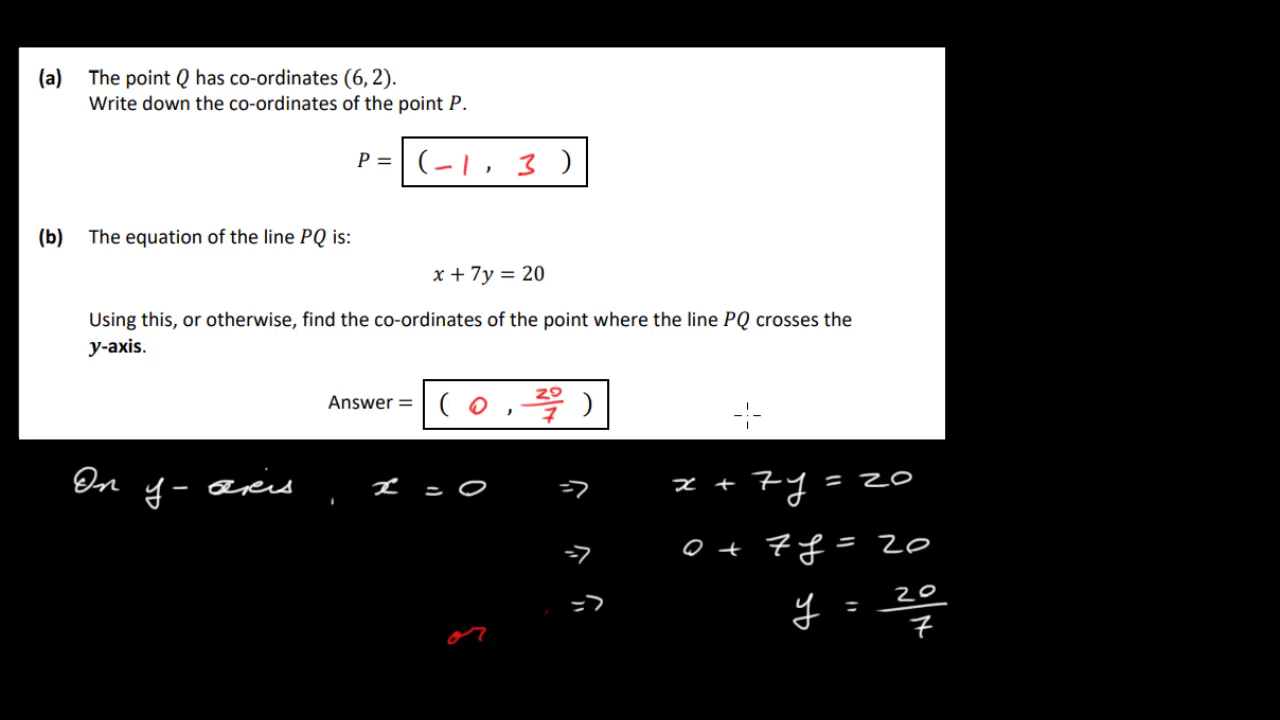 (a) The point Q has co-ordinates (6, 2).
Write down the co-ordinates of the point P.
P = (-1, 3)
(b) The equation of the line PQ is:
x + 7y = 20
Using this, or otherwise, find the co-ordinates of the point where the line PQ crosses the
y-axis.
Answer = (0, 20/7)
On y-axis, x = 0 => x + 7y = 20
=> 0 + 7y = 20
=> y = 20/7
or